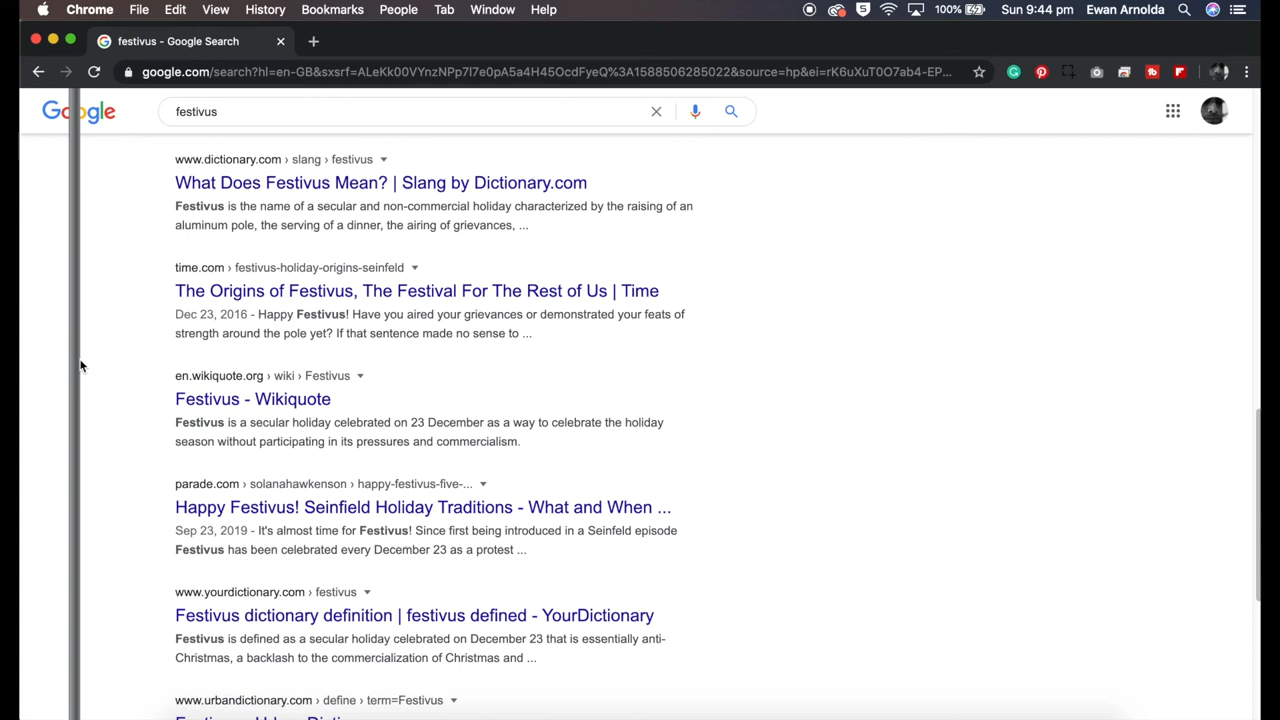 Chrome File Edit View History Bookmarks People Tab Window Help 100% Sun 9:44 pm Ewan Arnolda
festivus - Google Search
google.com/search?hl=en-GB&sxsrf=ALeKk00VYnzNPp7l7e0pA5a4H45OcdFyeQ%3A1588506285022&source=hp&ei=rK6uXuT0O7ab4-EP...
Google festivus
www.dictionary.com › slang › festivus
What Does Festivus Mean? | Slang by Dictionary.com
Festivus is the name of a secular and non-commercial holiday characterized by the raising of an
aluminum pole, the serving of a dinner, the airing of grievances, ...
time.com › festivus-holiday-origins-seinfeld
The Origins of Festivus, The Festival For The Rest of Us | Time
Dec 23, 2016 - Happy Festivus! Have you aired your grievances or demonstrated your feats of
strength around the pole yet? If that sentence made no sense to ...
en.wikiquote.org › wiki › Festivus
Festivus - Wikiquote
Festivus is a secular holiday celebrated on 23 December as a way to celebrate the holiday
season without participating in its pressures and commercialism.
parade.com › solanahawkenson › happy-festivus-five-...
Happy Festivus! Seinfield Holiday Traditions - What and When ...
Sep 23, 2019 - It's almost time for Festivus! Since first being introduced in a Seinfeld episode
Festivus has been celebrated every December 23 as a protest ...
www.yourdictionary.com › festivus
Festivus dictionary definition | festivus defined - YourDictionary
Festivus is defined as a secular holiday celebrated on December 23 that is essentially anti-
Christmas, a backlash to the commercialization of Christmas and ...
www.urbandictionary.com › define › term=Festivus